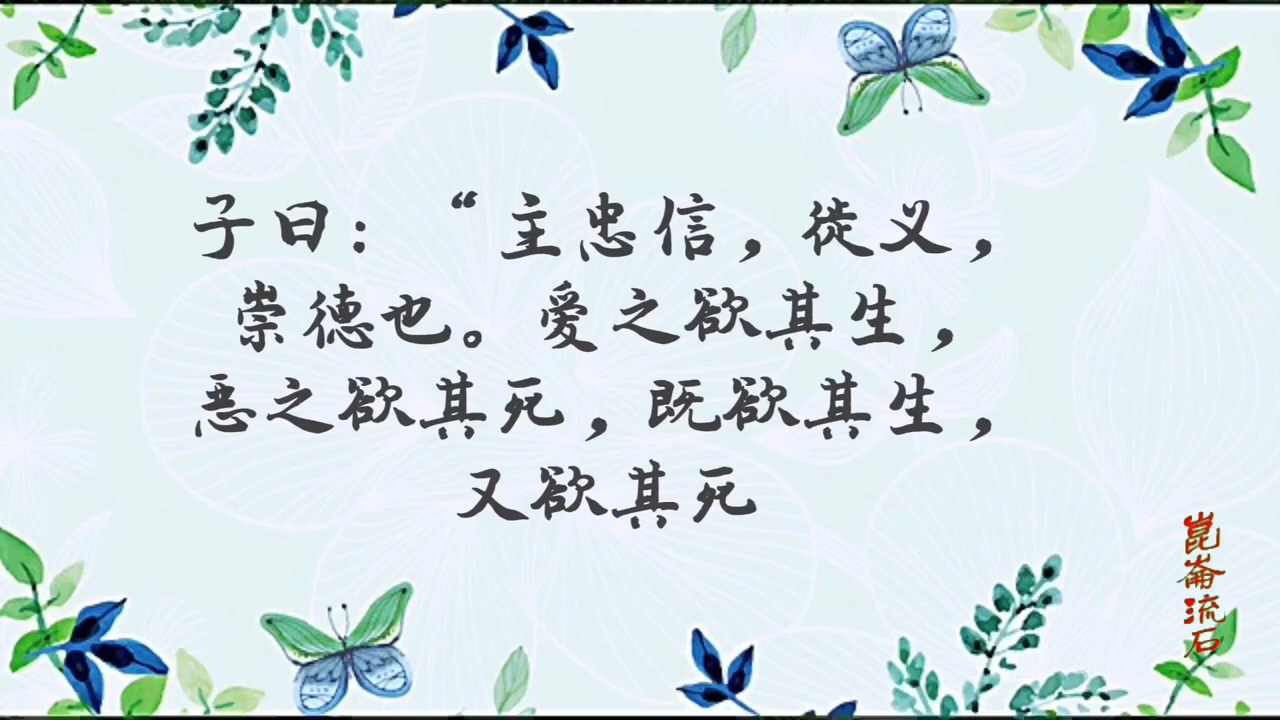 子曰：“主忠信，徙义，
崇德也。爱之欲其生，
恶之欲其死，既欲其生，
又欲其死
崑崙流石